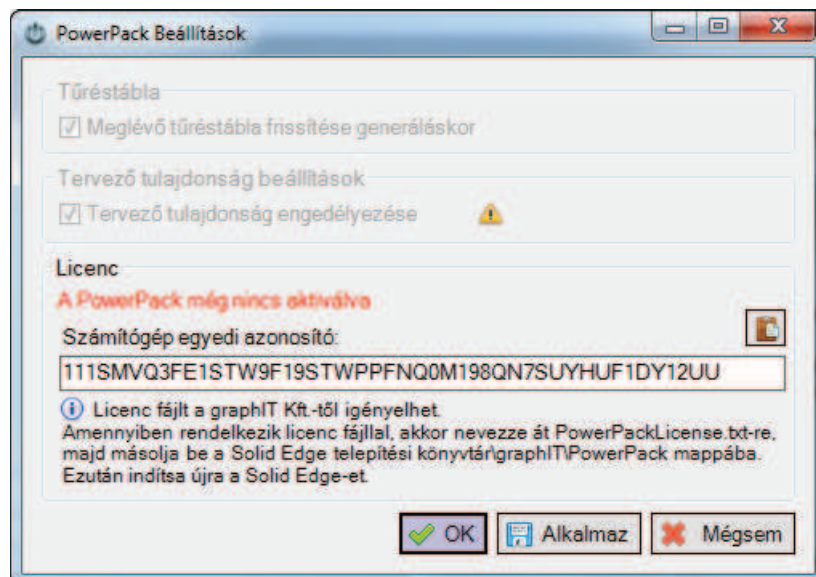 PowerPack Beállítások
Tűréstábla
Meglévő tűréstábla frissítése generáláskor
Tervező tulajdonság beállítások
Tervező tulajdonság engedélyezése
Licenc
A PowerPack még nincs aktiválva
Számítógép egyedi azonosító:
111SMVQ3FE1STW9F19STWPPFNQ0M198QN7SUYHUF1DY12UU
Licenc fájlt a graphIT Kft.-től igényelhet.
Amennyiben rendelkezik licenc fájllal, akkor nevezze át PowerPackLicense.txt-re,
majd másolja be a Solid Edge telepítési könyvtár\graphIT\PowerPack mappába.
Ezután indítsa újra a Solid Edge-et.
OK
Alkalmaz
Mégsem